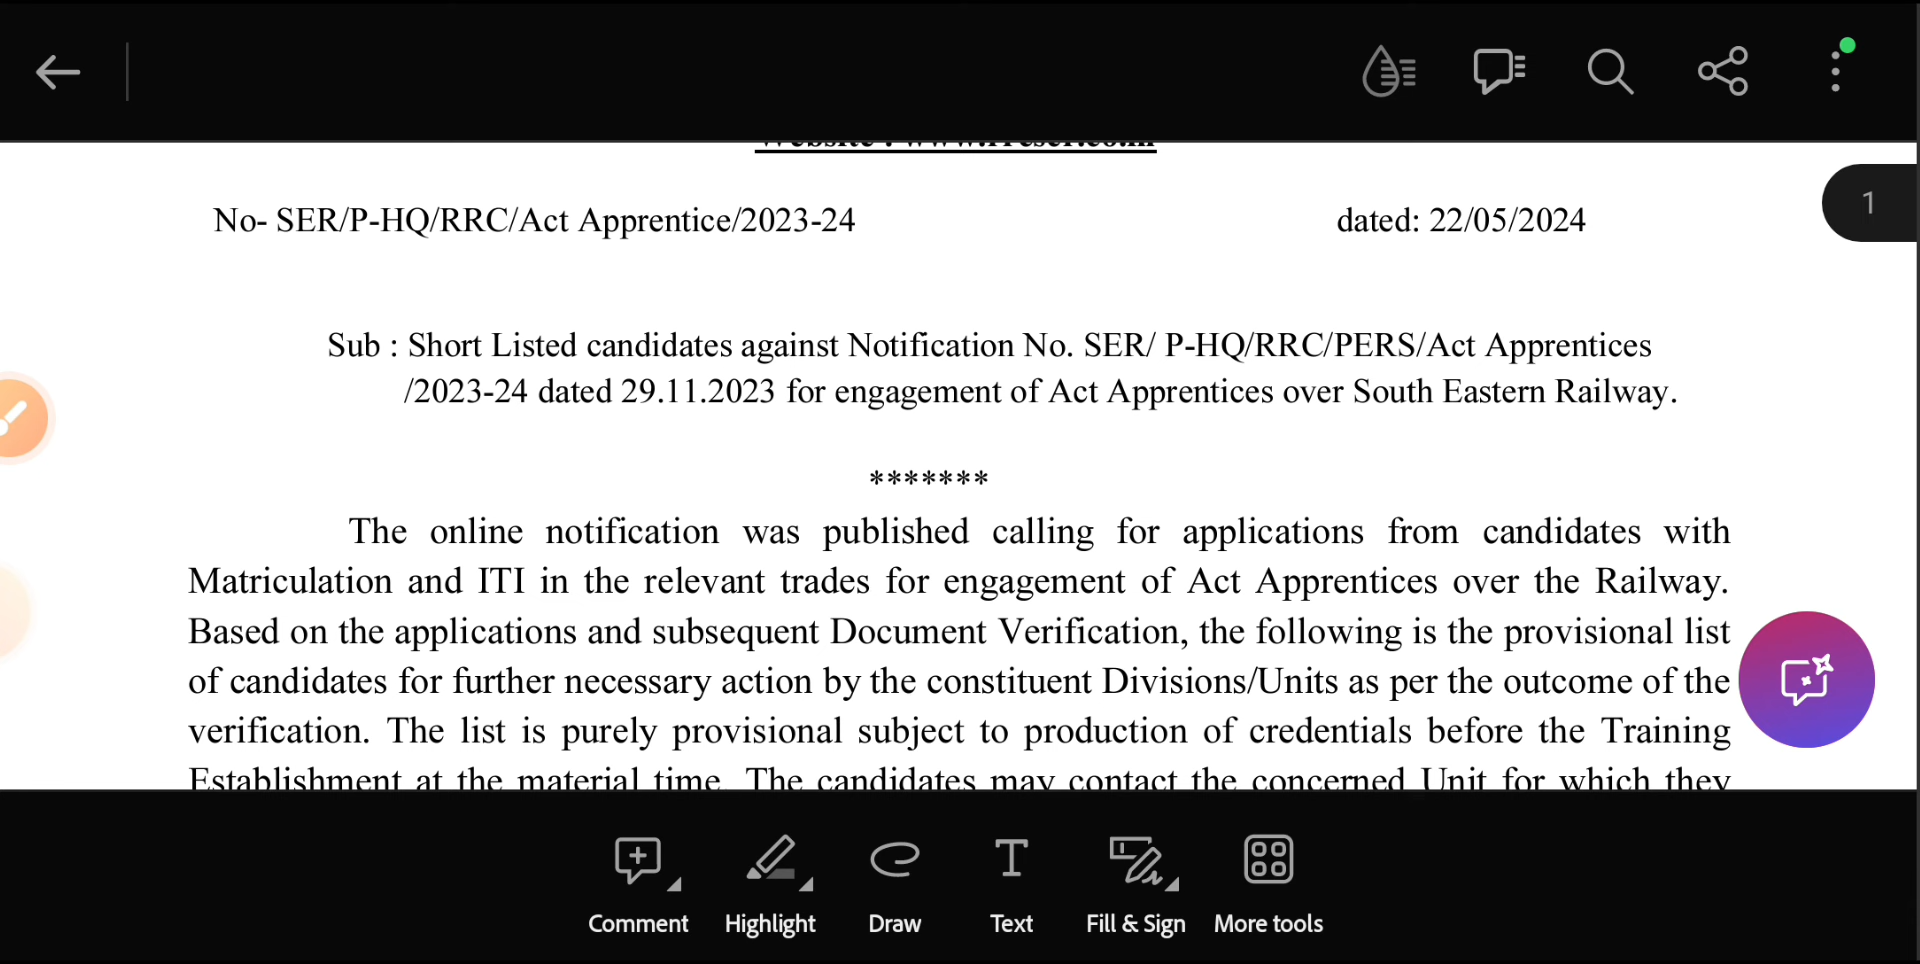 Website : www.rrcser.co.in
No- SER/P-HQ/RRC/Act Apprentice/2023-24 dated: 22/05/2024
1
Sub : Short Listed candidates against Notification No. SER/ P-HQ/RRC/PERS/Act Apprentices
/2023-24 dated 29.11.2023 for engagement of Act Apprentices over South Eastern Railway.
*******
The online notification was published calling for applications from candidates with
Matriculation and ITI in the relevant trades for engagement of Act Apprentices over the Railway.
Based on the applications and subsequent Document Verification, the following is the provisional list
of candidates for further necessary action by the constituent Divisions/Units as per the outcome of the
verification. The list is purely provisional subject to production of credentials before the Training
Establishment at the material time. The candidates may contact the concerned Unit for which they
Comment Highlight Draw Text Fill & Sign More tools